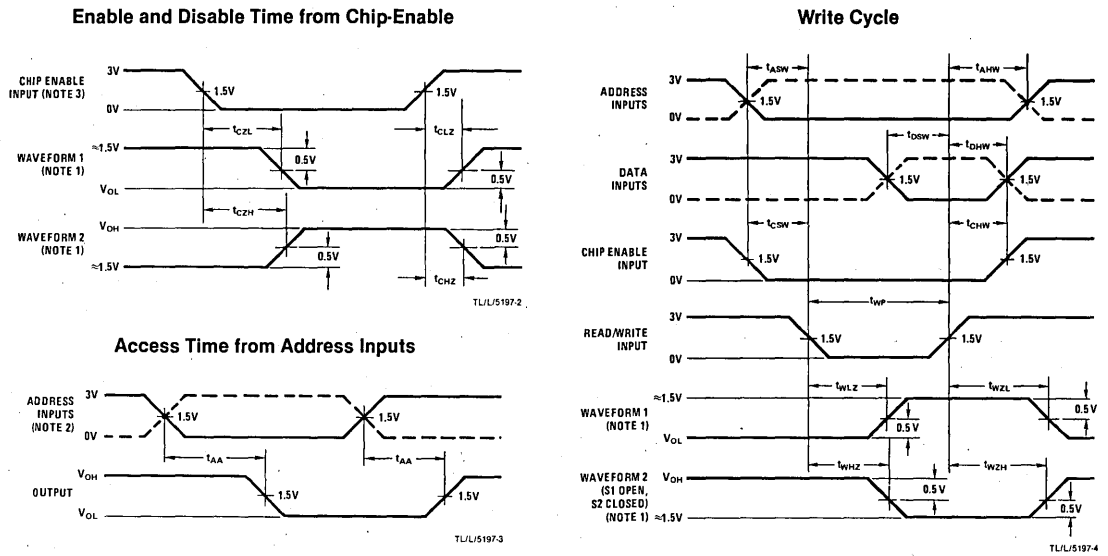 Enable and Disable Time from Chip-Enable
CHIP ENABLE
INPUT (NOTE 3)
3V
0V
1.5V
1.5V
tCZL
tCLZ
WAVEFORM 1
(NOTE 1)
≈1.5V
VOL
0.5V
0.5V
tCZH
WAVEFORM 2
(NOTE 1)
VOH
≈1.5V
0.5V
0.5V
tCHZ
TL/L/5197-2
Access Time from Address Inputs
ADDRESS
INPUTS
(NOTE 2)
3V
0V
1.5V
1.5V
tAA
tAA
OUTPUT
VOH
VOL
1.5V
1.5V
TL/L/5197-3
Write Cycle
tASW
tAHW
ADDRESS
INPUTS
3V
0V
1.5V
1.5V
tDSW
tDHW
DATA
INPUTS
3V
0V
1.5V
1.5V
tCSW
tCHW
CHIP ENABLE
INPUT
3V
0V
1.5V
1.5V
tWP
READ/WRITE
INPUT
3V
0V
1.5V
1.5V
tWLZ
tWZL
WAVEFORM 1
(NOTE 1)
≈1.5V
VOL
0.5V
0.5V
tWHZ
tWZH
WAVEFORM 2
(S1 OPEN,
S2 CLOSED)
(NOTE 1)
VOH
≈1.5V
0.5V
0.5V
TL/L/5197-4